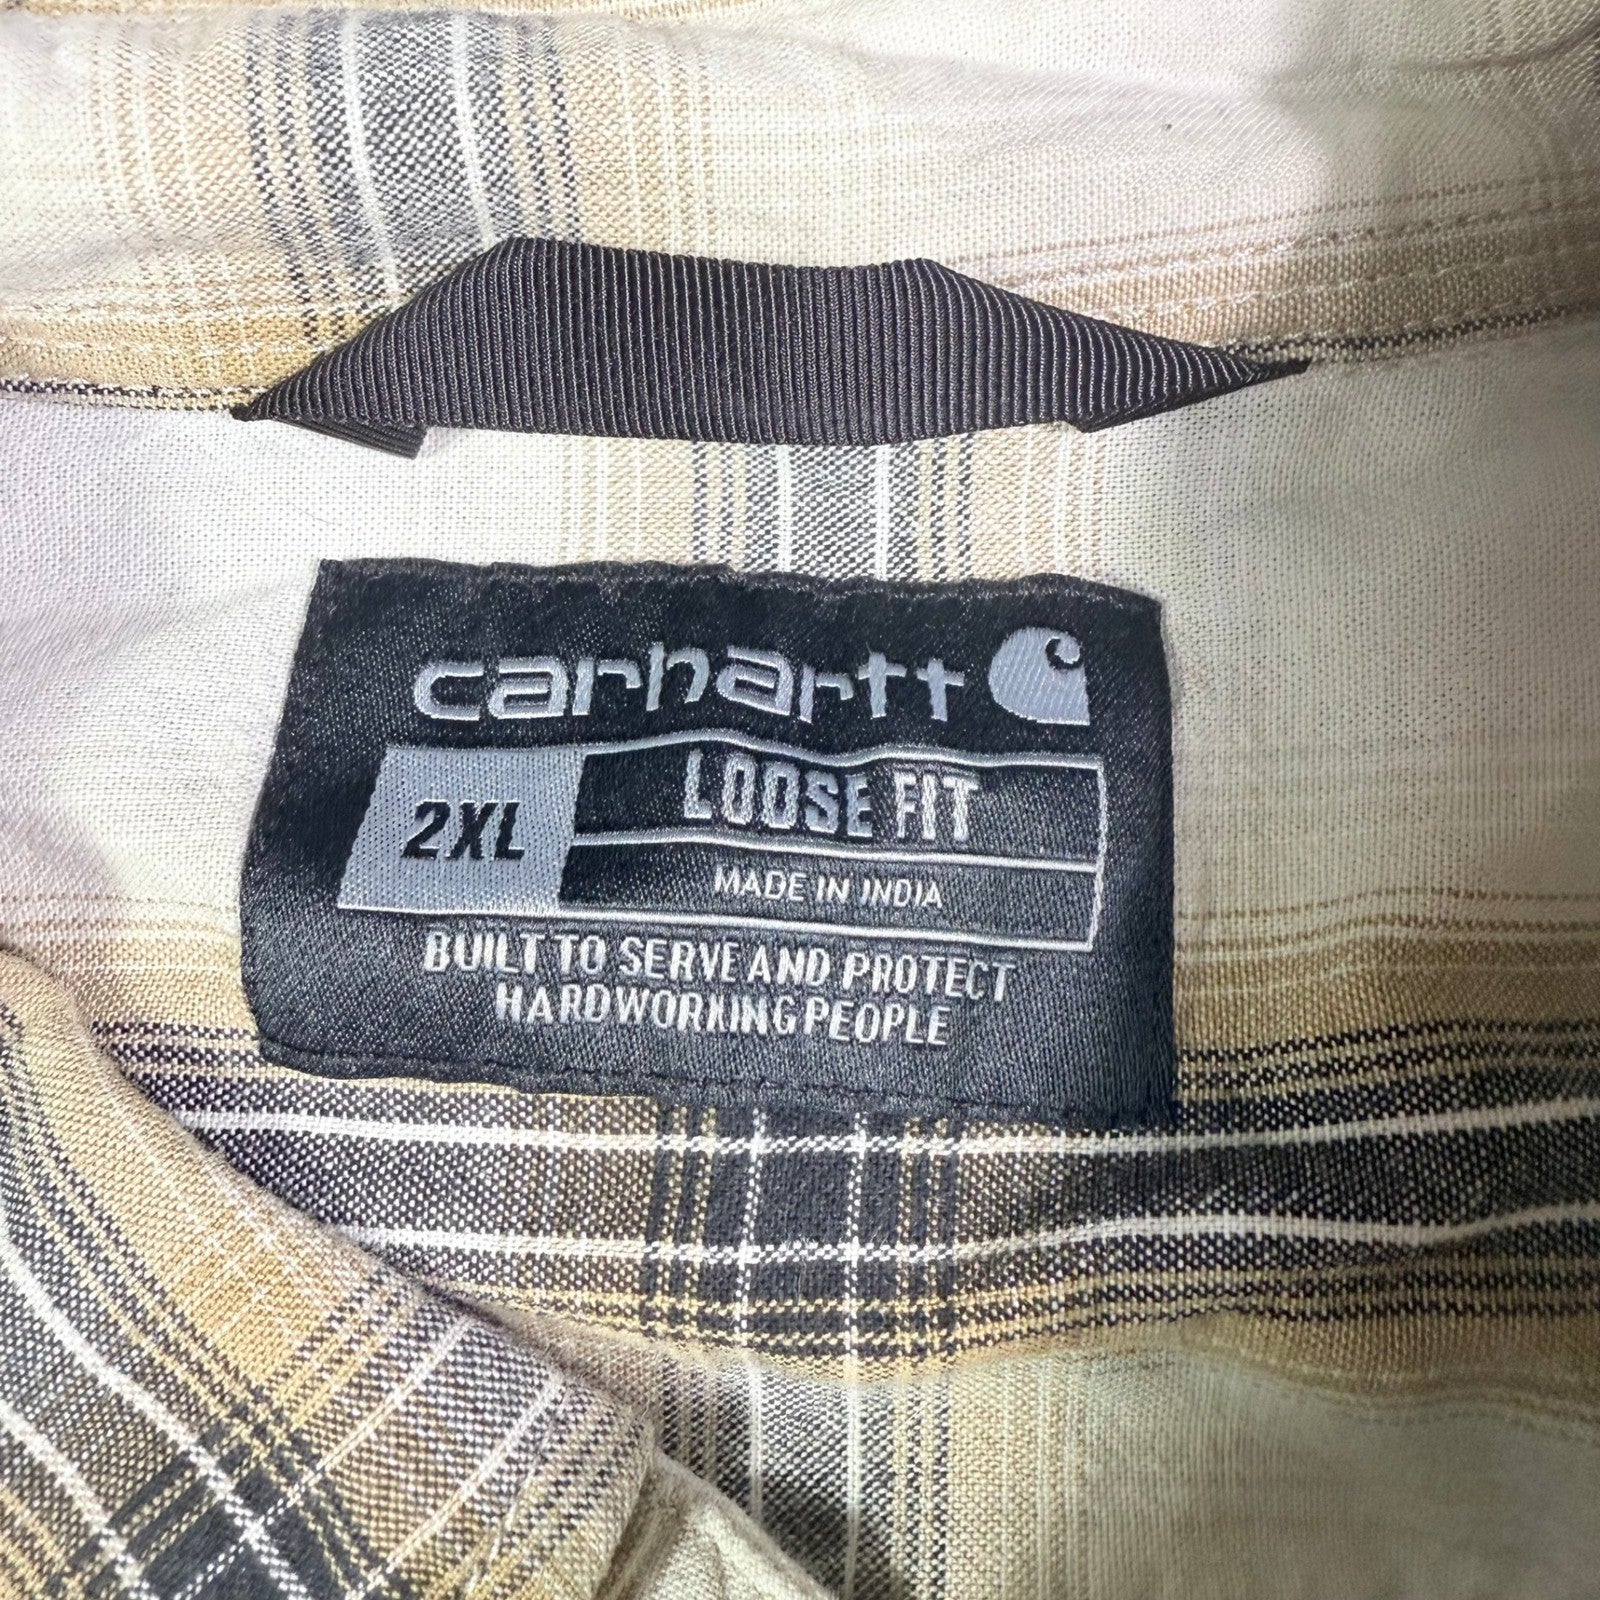 carhartt
2XL
LOOSE FIT
MADE IN INDIA
BUILT TO SERVE AND PROTECT
HARDWORKING PEOPLE